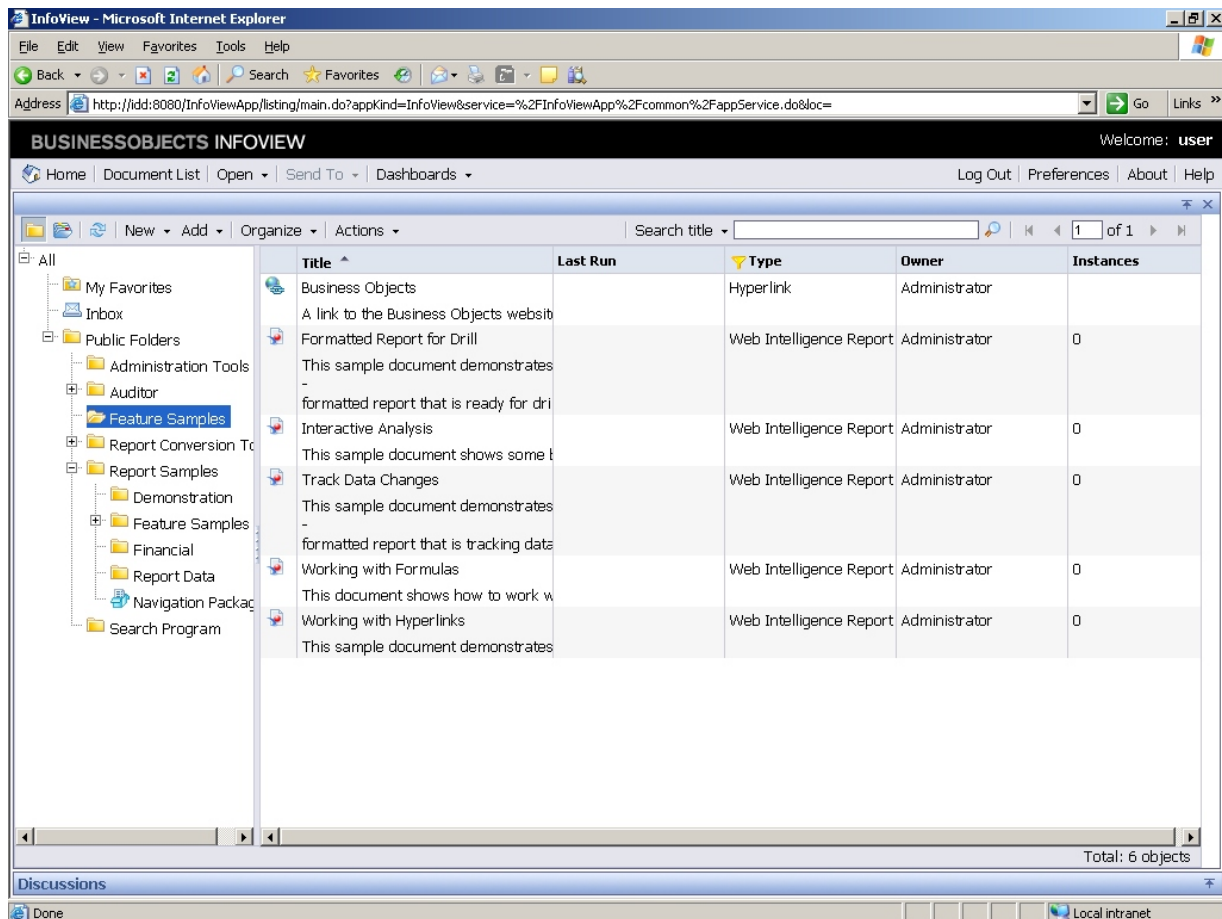 InfoView - Microsoft Internet Explorer
File Edit View Favorites Tools Help
Back Search Favorites
Address http://idd:8080/InfoViewApp/listing/main.do?appKind=InfoView&service=%2FInfoViewApp%2Fcommon%2FappService.do&loc= Go Links »
BUSINESSOBJECTS INFOVIEW Welcome: user
Home Document List Open Send To Dashboards Log Out Preferences About Help
New Add Organize Actions Search title 1 of 1
All
My Favorites
Inbox
Public Folders
Administration Tools
Auditor
Feature Samples
Report Conversion To
Report Samples
Demonstration
Feature Samples
Financial
Report Data
Navigation Packag
Search Program
Title Last Run Type Owner Instances
Business Objects Hyperlink Administrator
A link to the Business Objects websit
Formatted Report for Drill Web Intelligence Report Administrator 0
This sample document demonstrates
-
formatted report that is ready for dri
Interactive Analysis Web Intelligence Report Administrator 0
This sample document shows some b
Track Data Changes Web Intelligence Report Administrator 0
This sample document demonstrates
-
formatted report that is tracking data
Working with Formulas Web Intelligence Report Administrator 0
This document shows how to work w
Working with Hyperlinks Web Intelligence Report Administrator 0
This sample document demonstrates
Total: 6 objects
Discussions
Done Local intranet